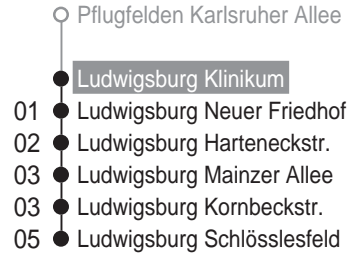 Pflugfelden Karlsruher Allee
Ludwigsburg Klinikum
01 Ludwigsburg Neuer Friedhof
02 Ludwigsburg Harteneckstr.
03 Ludwigsburg Mainzer Allee
03 Ludwigsburg Kornbeckstr.
05 Ludwigsburg Schlösslesfeld